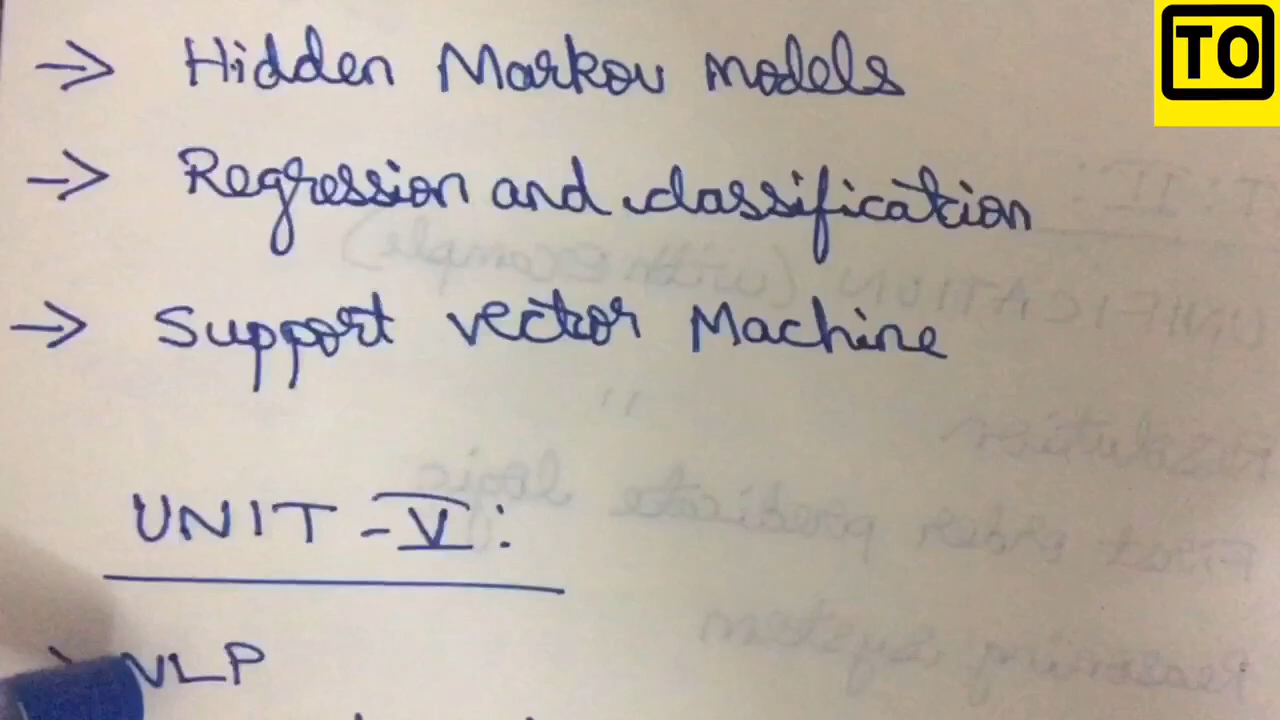 TO
→ Hidden Markov models
→ Regression and classification
→ Support vector Machine
UNIT - V:
NLP